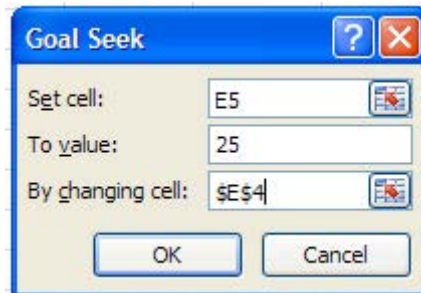 Goal Seek
Set cell: E5
To value: 25
By changing cell: $E$4
OK Cancel